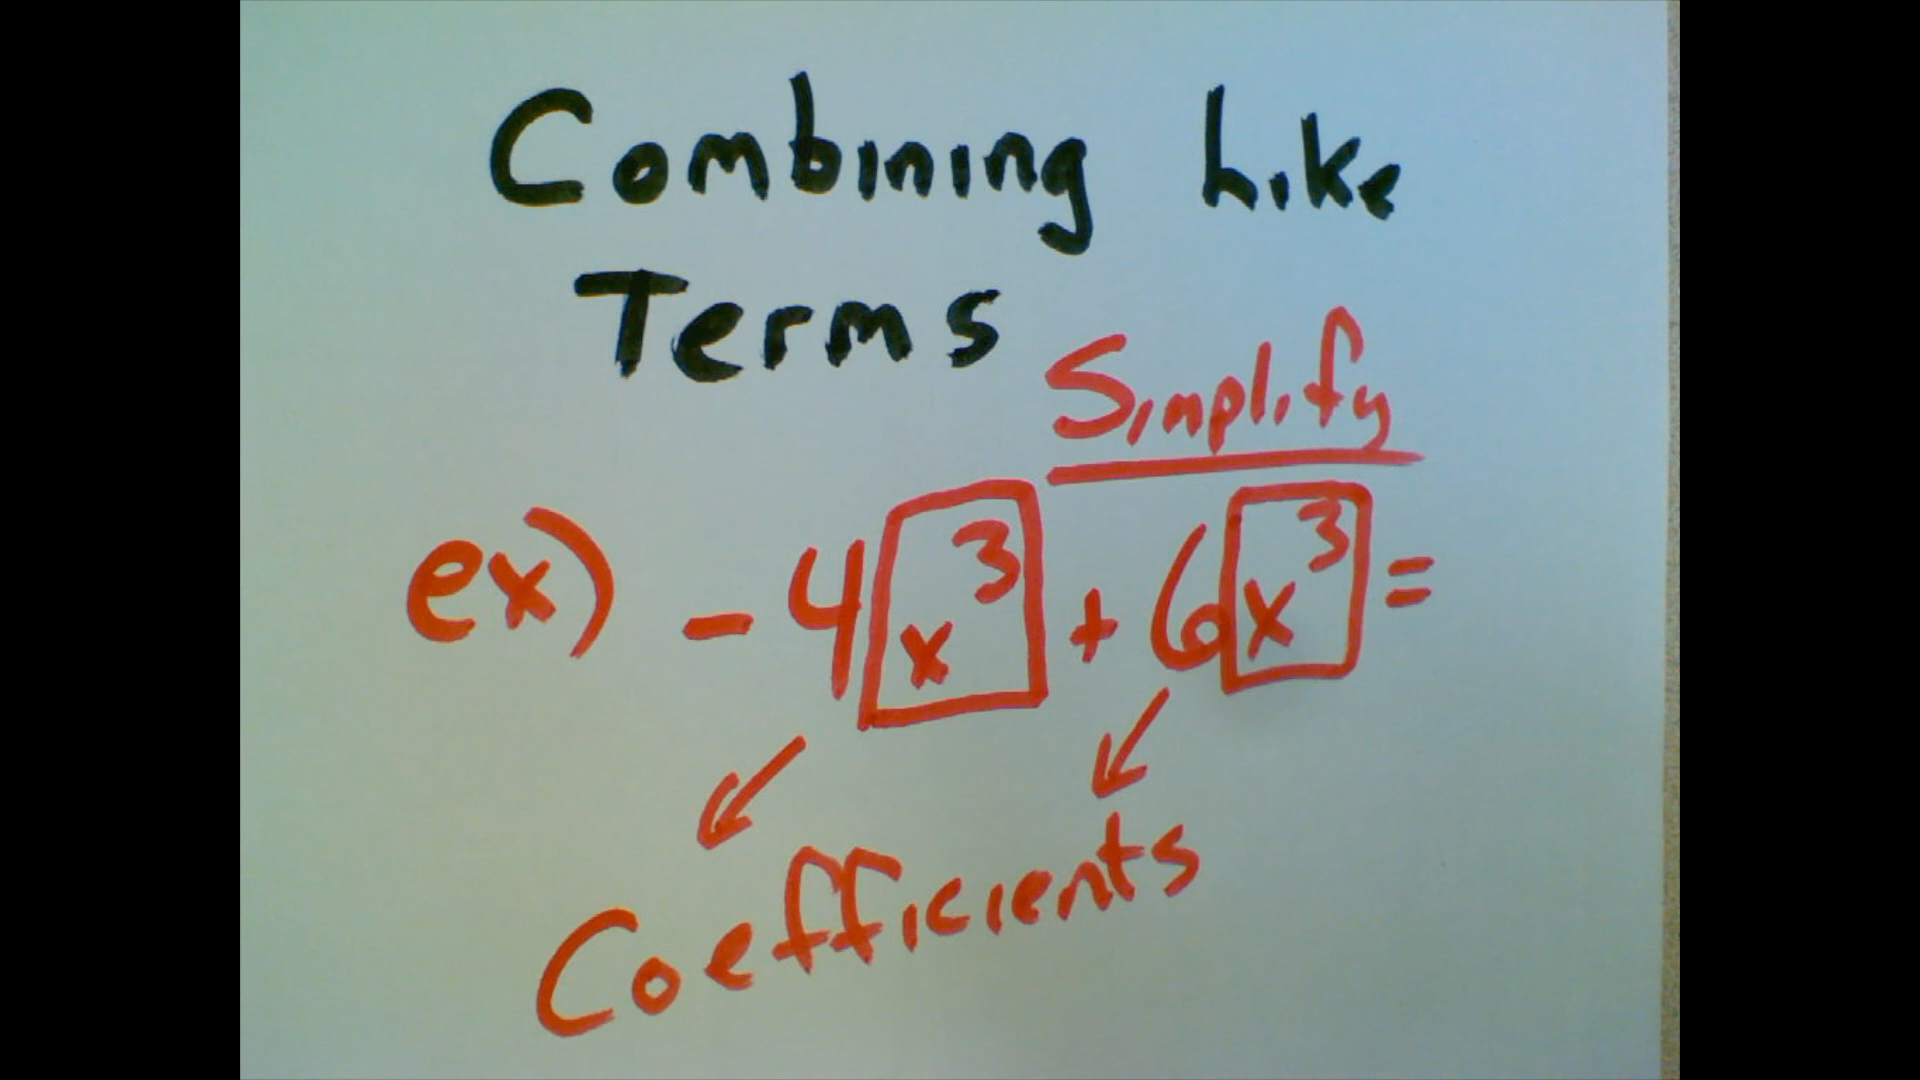 Combining Like
Terms
Simplify
ex) - 4x³ + 6x³ =
Coefficients